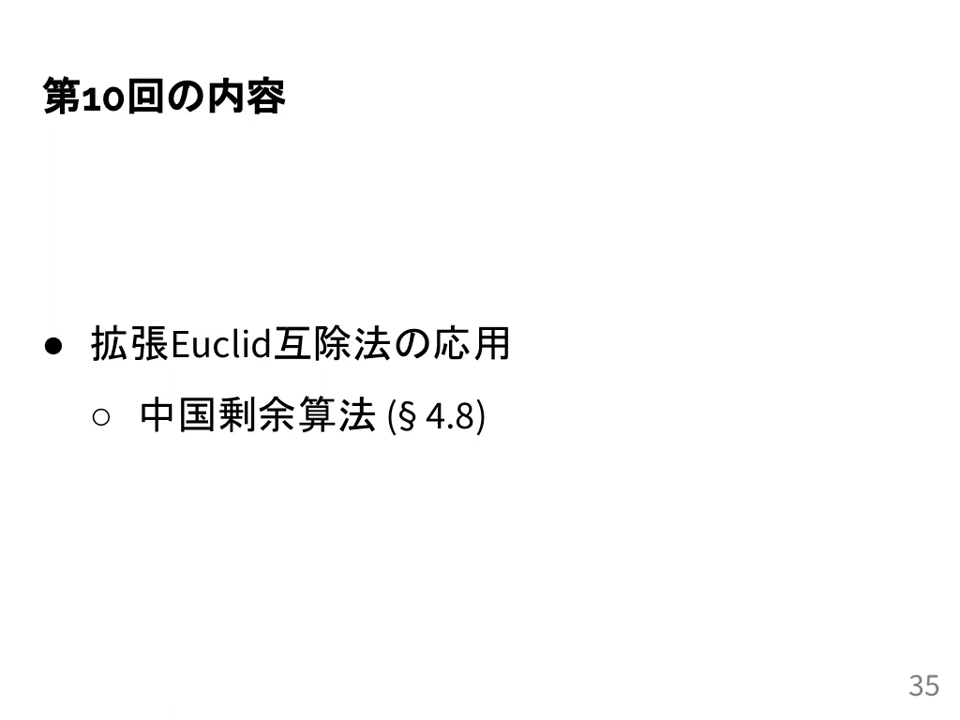 第10回の内容
● 拡張Euclid互除法の応用
○ 中国剰余算法 (§ 4.8)
35